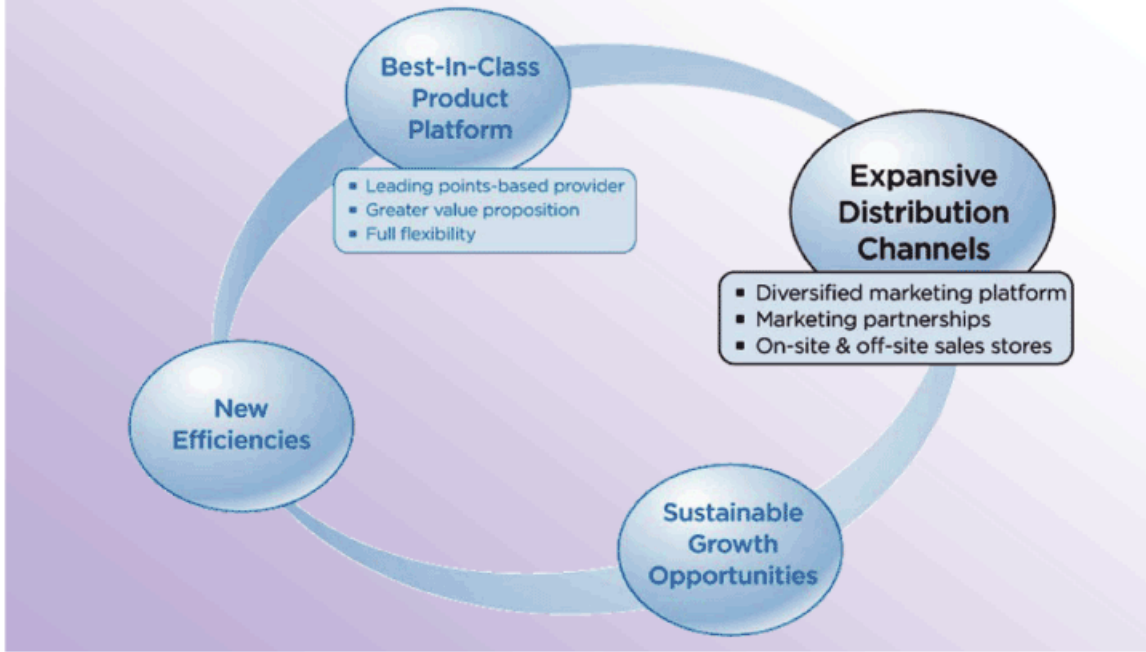 Best-In-Class
Product
Platform
▪ Leading points-based provider
▪ Greater value proposition
▪ Full flexibility
Expansive
Distribution
Channels
▪ Diversified marketing platform
▪ Marketing partnerships
▪ On-site & off-site sales stores
New
Efficiencies
Sustainable
Growth
Opportunities